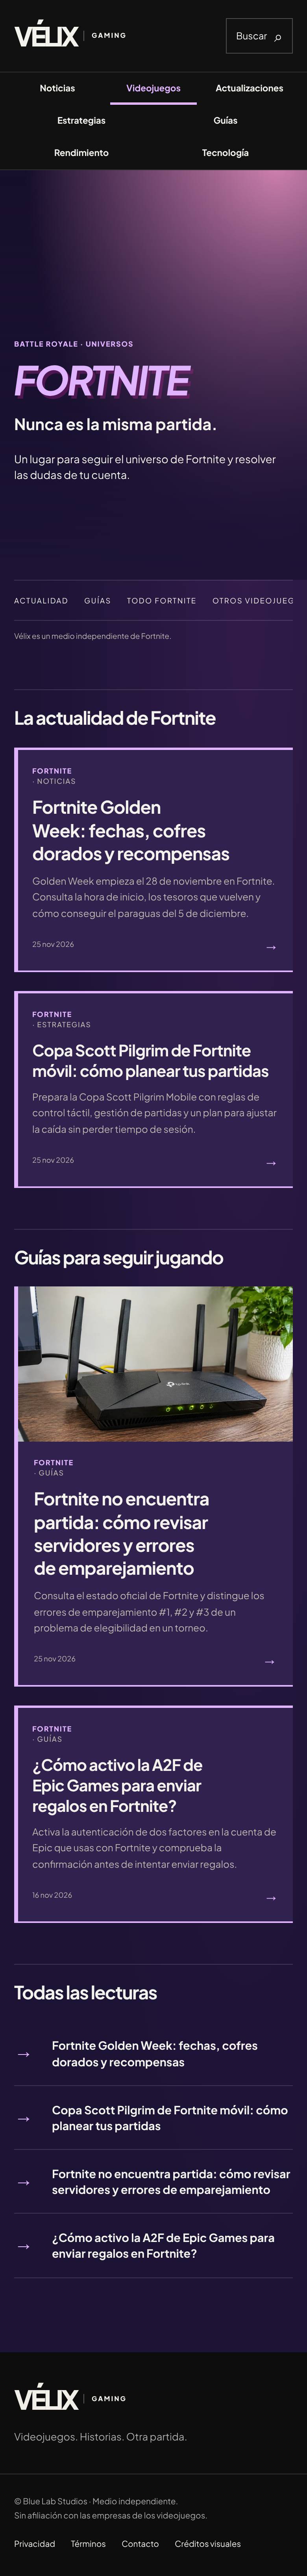 VÉLIX | GAMING
Buscar
Noticias Videojuegos Actualizaciones
Estrategias Guías
Rendimiento Tecnología
BATTLE ROYALE · UNIVERSOS
FORTNITE
Nunca es la misma partida.
Un lugar para seguir el universo de Fortnite y resolver
las dudas de tu cuenta.
ACTUALIDAD GUÍAS TODO FORTNITE OTROS VIDEOJUEG
Vélix es un medio independiente de Fortnite.
La actualidad de Fortnite
FORTNITE
· NOTICIAS
Fortnite Golden
Week: fechas, cofres
dorados y recompensas
Golden Week empieza el 28 de noviembre en Fortnite.
Consulta la hora de inicio, los tesoros que vuelven y
cómo conseguir el paraguas del 5 de diciembre.
25 nov 2026 →
FORTNITE
· ESTRATEGIAS
Copa Scott Pilgrim de Fortnite
móvil: cómo planear tus partidas
Prepara la Copa Scott Pilgrim Mobile con reglas de
control táctil, gestión de partidas y un plan para ajustar
la caída sin perder tiempo de sesión.
25 nov 2026 →
Guías para seguir jugando
tp-link
FORTNITE
· GUÍAS
Fortnite no encuentra
partida: cómo revisar
servidores y errores
de emparejamiento
Consulta el estado oficial de Fortnite y distingue los
errores de emparejamiento #1, #2 y #3 de un
problema de elegibilidad en un torneo.
25 nov 2026 →
FORTNITE
· GUÍAS
¿Cómo activo la A2F de
Epic Games para enviar
regalos en Fortnite?
Activa la autenticación de dos factores en la cuenta de
Epic que usas con Fortnite y comprueba la
confirmación antes de intentar enviar regalos.
16 nov 2026 →
Todas las lecturas
→ Fortnite Golden Week: fechas, cofres
dorados y recompensas
→ Copa Scott Pilgrim de Fortnite móvil: cómo
planear tus partidas
→ Fortnite no encuentra partida: cómo revisar
servidores y errores de emparejamiento
→ ¿Cómo activo la A2F de Epic Games para
enviar regalos en Fortnite?
VÉLIX | GAMING
Videojuegos. Historias. Otra partida.
© Blue Lab Studios · Medio independiente.
Sin afiliación con las empresas de los videojuegos.
Privacidad Términos Contacto Créditos visuales